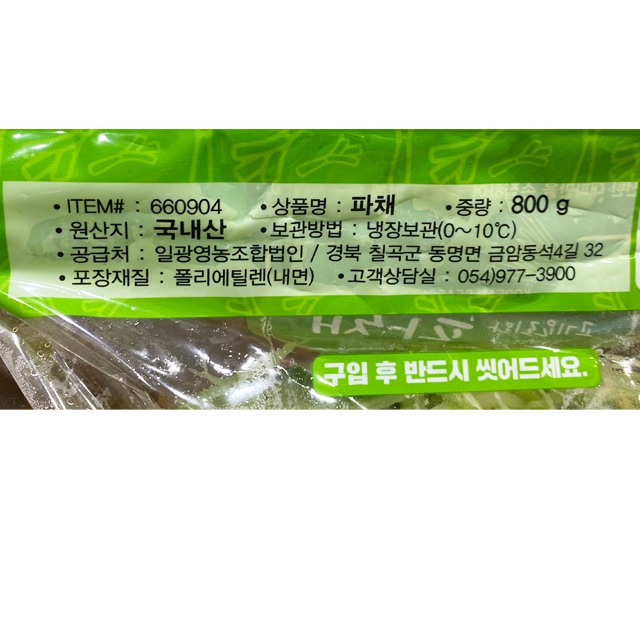 • ITEM# : 660904 • 상품명 : 파채 • 중량 : 800 g
• 원산지 : 국내산 • 보관방법 : 냉장보관(0~10℃)
• 공급처 : 일광영농조합법인 / 경북 칠곡군 동명면 금암동석4길 32
• 포장재질 : 폴리에틸렌(내면) • 고객상담실 : 054)977-3900
파채
구입 후 반드시 씻어드세요.